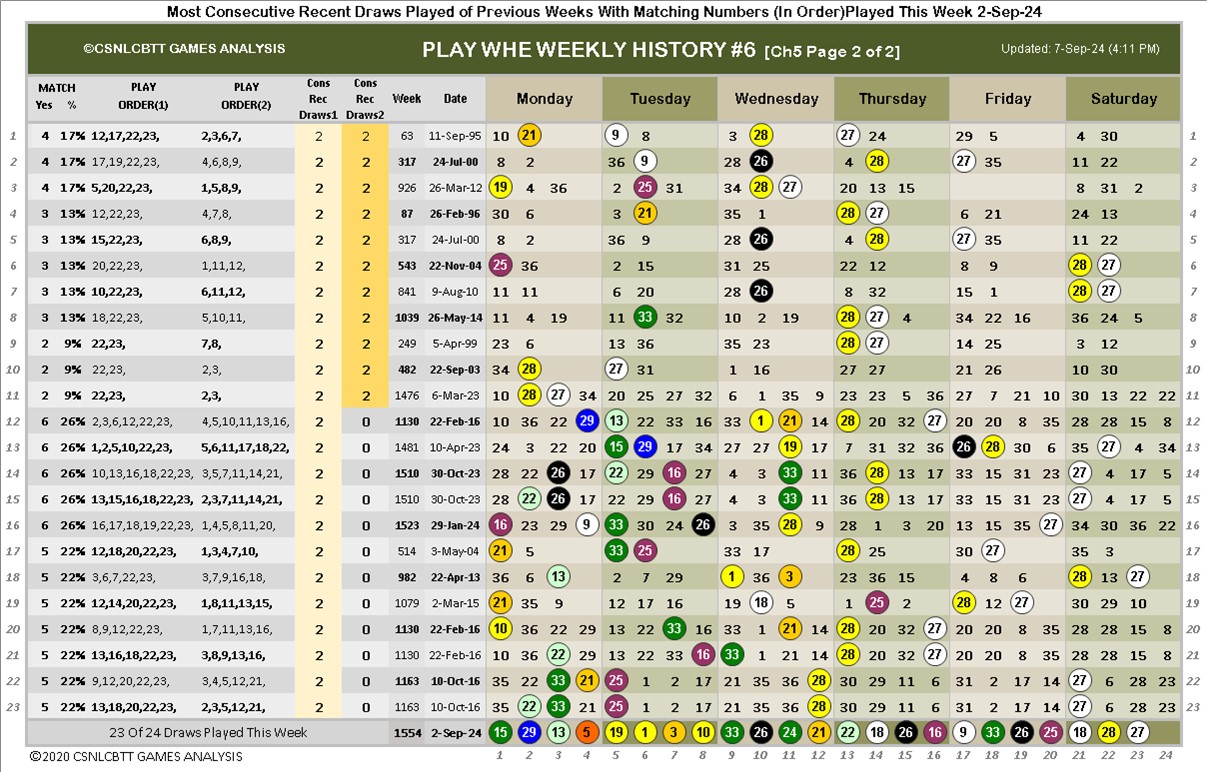 Most Consecutive Recent Draws Played of Previous Weeks With Matching Numbers (In Order)Played This Week 2-Sep-24
©CSNLCBTT GAMES ANALYSIS PLAY WHE WEEKLY HISTORY #6 [Ch5 Page 2 of 2] Updated: 7-Sep-24 (4:11 PM)
MATCH Yes % PLAY ORDER(1) PLAY ORDER(2) Cons Rec Draws1 Cons Rec Draws2 Week Date Monday Tuesday Wednesday Thursday Friday Saturday
1 4 17% 12,17,22,23, 2,3,6,7, 2 2 63 11-Sep-95 10 21 9 8 3 28 27 24 29 5 4 30 1
2 4 17% 17,19,22,23, 4,6,8,9, 2 2 317 24-Jul-00 8 2 36 9 28 26 4 28 27 35 11 22 2
3 4 17% 5,20,22,23, 1,5,8,9, 2 2 926 26-Mar-12 19 4 36 2 25 31 34 28 27 20 13 15 8 31 2 3
4 3 13% 12,22,23, 4,7,8, 2 2 87 26-Feb-96 30 6 3 21 35 1 28 27 6 21 24 13 4
5 3 13% 15,22,23, 6,8,9, 2 2 317 24-Jul-00 8 2 36 9 28 26 4 28 27 35 11 22 5
6 3 13% 20,22,23, 1,11,12, 2 2 543 22-Nov-04 25 36 2 15 31 25 22 12 8 9 28 27 6
7 3 13% 10,22,23, 6,11,12, 2 2 841 9-Aug-10 11 11 6 20 28 26 8 32 15 1 28 27 7
8 3 13% 18,22,23, 5,10,11, 2 2 1039 26-May-14 11 4 19 11 33 32 10 2 19 28 27 4 34 22 16 36 24 5 8
9 2 9% 22,23, 7,8, 2 2 249 5-Apr-99 23 6 13 36 35 23 28 27 14 25 3 12 9
10 2 9% 22,23, 2,3, 2 2 482 22-Sep-03 34 28 27 31 1 16 27 27 21 26 10 30 10
11 2 9% 22,23, 2,3, 2 2 1476 6-Mar-23 10 28 27 34 20 25 27 32 6 1 35 9 23 23 5 36 27 7 21 10 30 13 22 22 11
12 6 26% 2,3,6,12,22,23, 4,5,10,11,13,16, 2 0 1130 22-Feb-16 10 36 22 29 13 22 33 16 33 1 21 14 28 20 32 27 20 20 8 35 28 28 15 8 12
13 6 26% 1,2,5,10,22,23, 5,6,11,17,18,22, 2 0 1481 10-Apr-23 24 3 22 20 15 29 17 34 27 27 19 17 7 31 32 36 26 28 30 6 35 27 4 34 13
14 6 26% 10,13,16,18,22,23, 3,5,7,11,14,21, 2 0 1510 30-Oct-23 28 22 26 17 22 29 16 27 4 3 33 11 36 28 13 17 33 15 31 23 27 4 17 5 14
15 6 26% 13,15,16,18,22,23, 2,3,7,11,14,21, 2 0 1510 30-Oct-23 28 22 26 17 22 29 16 27 4 3 33 11 36 28 13 17 33 15 31 23 27 4 17 5 15
16 6 26% 16,17,18,19,22,23, 1,4,5,8,11,20, 2 0 1523 29-Jan-24 16 23 29 9 33 30 24 26 3 35 28 9 28 1 3 20 13 15 35 27 34 30 36 22 16
17 5 22% 12,18,20,22,23, 1,3,4,7,10, 2 0 514 3-May-04 21 5 33 25 33 17 28 25 30 27 35 3 17
18 5 22% 3,6,7,22,23, 3,7,9,16,18, 2 0 982 22-Apr-13 36 6 13 2 7 29 1 36 3 23 36 15 4 8 6 28 13 23 18
19 5 22% 12,14,20,22,23, 1,8,11,13,15, 2 0 1079 2-Mar-15 21 35 9 12 17 16 19 18 5 1 25 2 28 12 27 30 29 10 19
20 5 22% 8,9,12,22,23, 1,7,11,13,16, 2 0 1130 22-Feb-16 10 36 22 29 13 22 33 16 33 1 21 14 28 20 32 27 20 20 8 35 28 28 15 8 20
21 5 22% 13,16,18,22,23, 3,8,9,13,16, 2 0 1130 22-Feb-16 10 36 22 29 13 22 33 16 33 1 21 14 28 20 32 27 20 20 8 35 28 28 15 8 21
22 5 22% 9,12,20,22,23, 3,4,5,12,21, 2 0 1163 10-Oct-16 35 22 33 21 25 1 2 17 21 35 36 28 30 29 11 6 31 2 17 14 27 6 28 23 22
23 5 22% 13,18,20,22,23, 2,3,5,12,21, 2 0 1163 10-Oct-16 35 22 33 21 25 1 2 17 21 35 36 28 30 29 11 6 31 2 17 14 27 6 28 23 23
23 Of 24 Draws Played This Week 1554 2-Sep-24 15 29 13 5 19 1 3 10 33 26 24 21 22 18 26 16 9 33 26 25 18 28 27
©2020 CSNLCBTT GAMES ANALYSIS 1 2 3 4 5 6 7 8 9 10 11 12 13 14 15 16 17 18 19 20 21 22 23 24